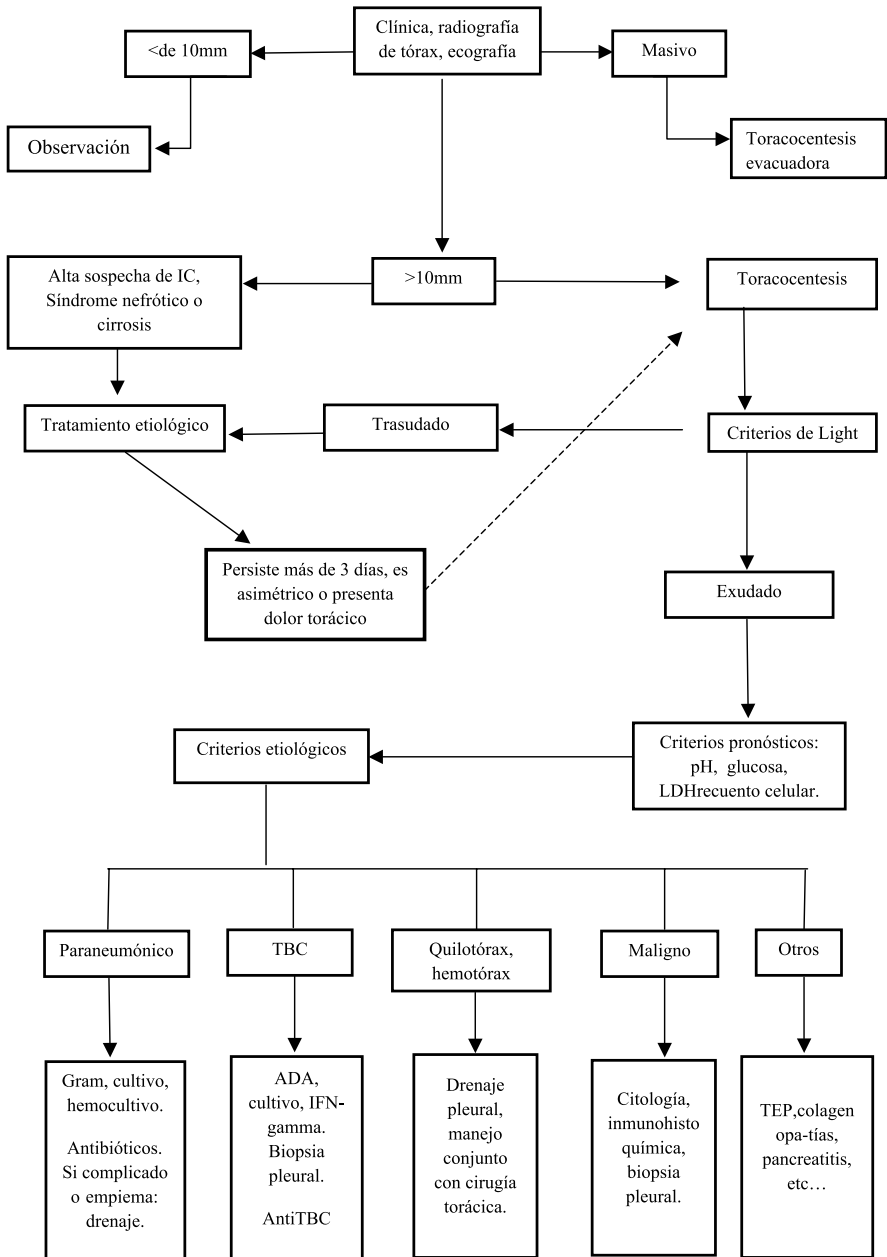 Clínica, radiografía
de tórax, ecografía
<de 10mm
Masivo
Observación
Toracocentesis
evacuadora
Alta sospecha de IC,
Síndrome nefrótico o
cirrosis
>10mm
Toracocentesis
Tratamiento etiológico
Trasudado
Criterios de Light
Persiste más de 3 días, es
asimétrico o presenta
dolor torácico
Exudado
Criterios etiológicos
Criterios pronósticos:
pH, glucosa,
LDHrecuento celular.
Paraneumónico
TBC
Quilotórax,
hemotórax
Maligno
Otros
Gram, cultivo,
hemocultivo.
Antibióticos.
Si complicado
o empiema:
drenaje.
ADA,
cultivo, IFN-
gamma.
Biopsia
pleural.
AntiTBC
Drenaje
pleural,
manejo
conjunto
con cirugía
torácica.
Citología,
inmunohisto
química,
biopsia
pleural.
TEP,colagen
opa-tías,
pancreatitis,
etc…